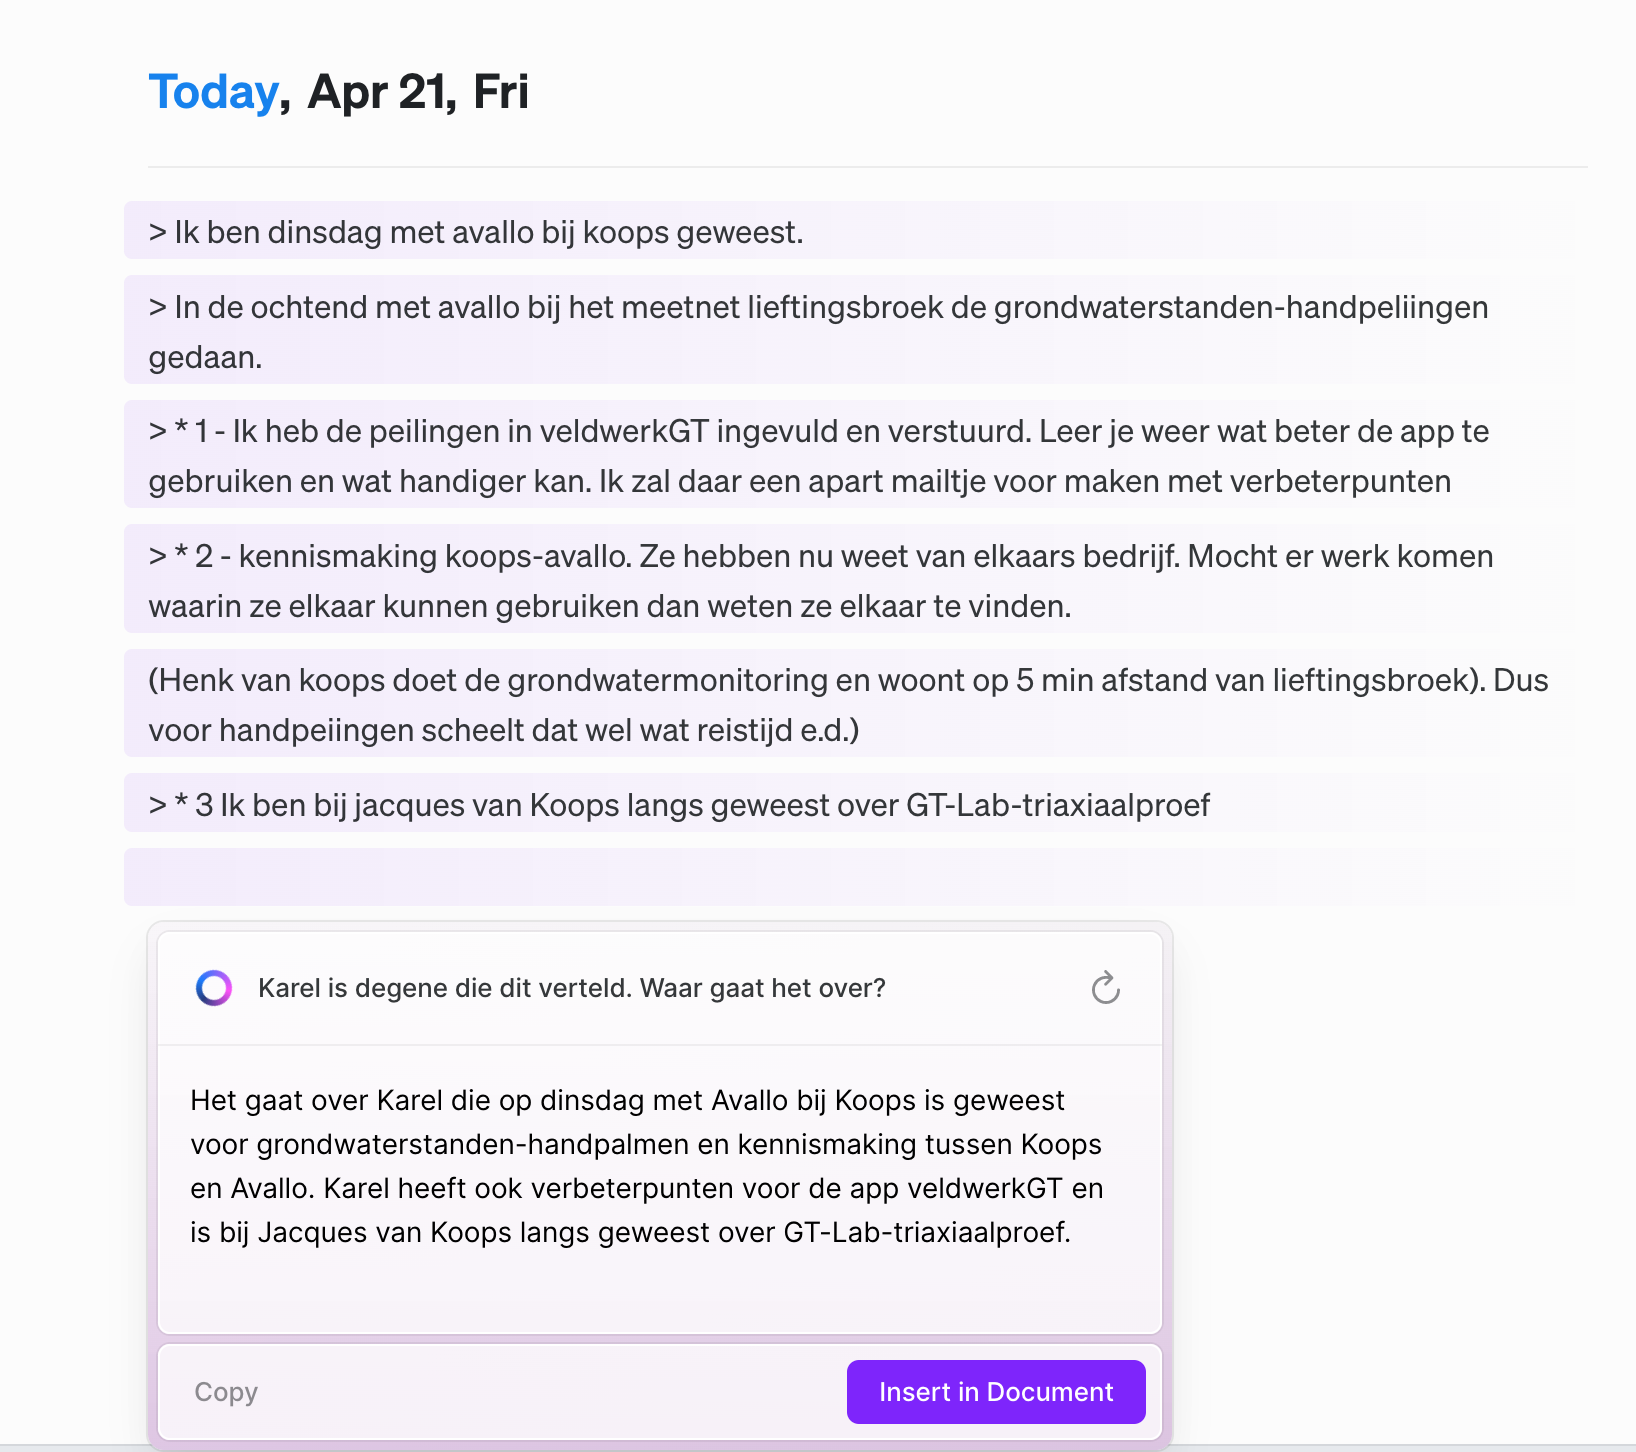 Today, Apr 21, Fri
> Ik ben dinsdag met avallo bij koops geweest.
> In de ochtend met avallo bij het meetnet lieftingsbroek de grondwaterstanden-handpeliingen
gedaan.
> * 1 - Ik heb de peilingen in veldwerkGT ingevuld en verstuurd. Leer je weer wat beter de app te
gebruiken en wat handiger kan. Ik zal daar een apart mailtje voor maken met verbeterpunten
> * 2 - kennismaking koops-avallo. Ze hebben nu weet van elkaars bedrijf. Mocht er werk komen
waarin ze elkaar kunnen gebruiken dan weten ze elkaar te vinden.
(Henk van koops doet de grondwatermonitoring en woont op 5 min afstand van lieftingsbroek). Dus
voor handpeiingen scheelt dat wel wat reistijd e.d.)
> * 3 Ik ben bij jacques van Koops langs geweest over GT-Lab-triaxiaalproef
Karel is degene die dit verteld. Waar gaat het over?
Het gaat over Karel die op dinsdag met Avallo bij Koops is geweest
voor grondwaterstanden-handpalmen en kennismaking tussen Koops
en Avallo. Karel heeft ook verbeterpunten voor de app veldwerkGT en
is bij Jacques van Koops langs geweest over GT-Lab-triaxiaalproef.
Copy
Insert in Document